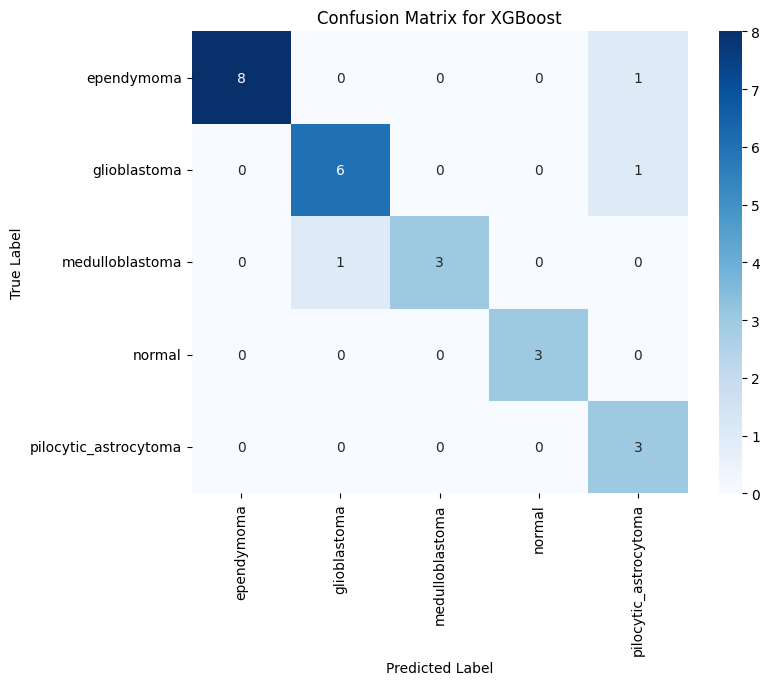 Confusion Matrix for XGBoost
True Label
ependymoma 8 0 0 0 1
glioblastoma 0 6 0 0 1
medulloblastoma 0 1 3 0 0
normal 0 0 0 3 0
pilocytic_astrocytoma 0 0 0 0 3
ependymoma
glioblastoma
medulloblastoma
normal
pilocytic_astrocytoma
Predicted Label
8
7
6
5
4
3
2
1
0